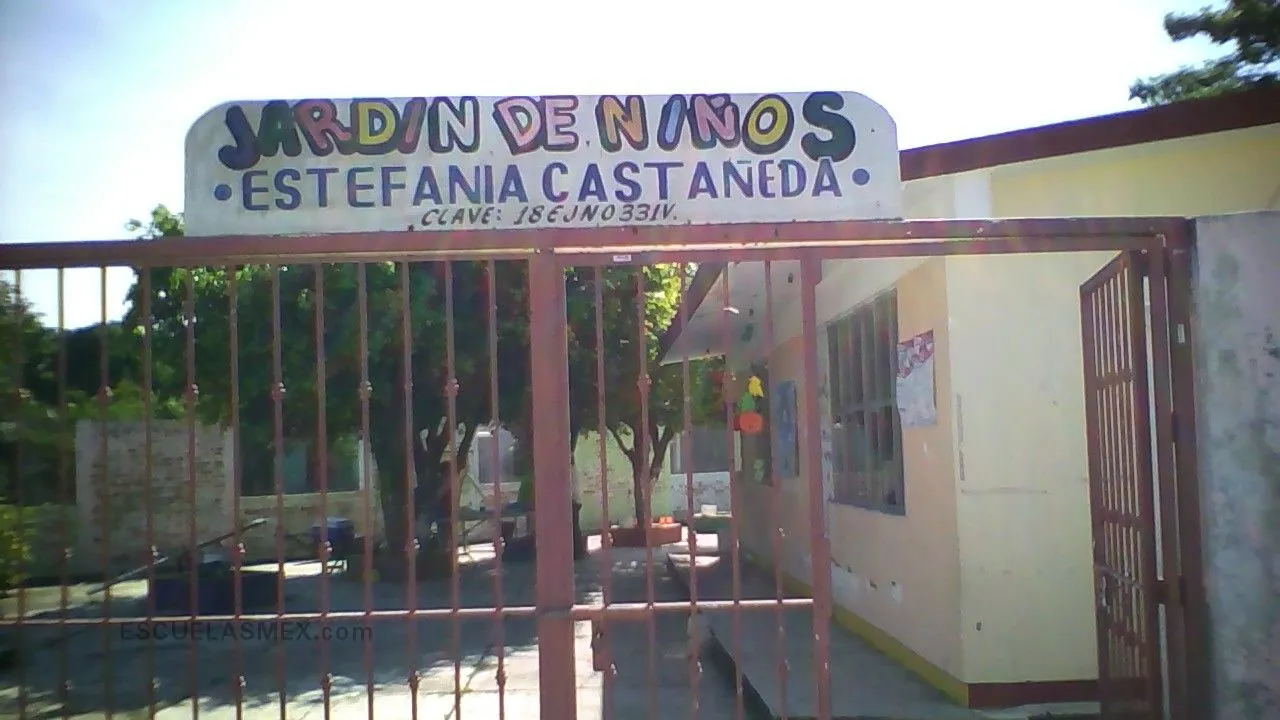 JARDIN DE NIÑOS
•ESTEFANIA CASTAÑEDA•
CLAVE: 18EJN0331V.
ESCUELASMEX.com